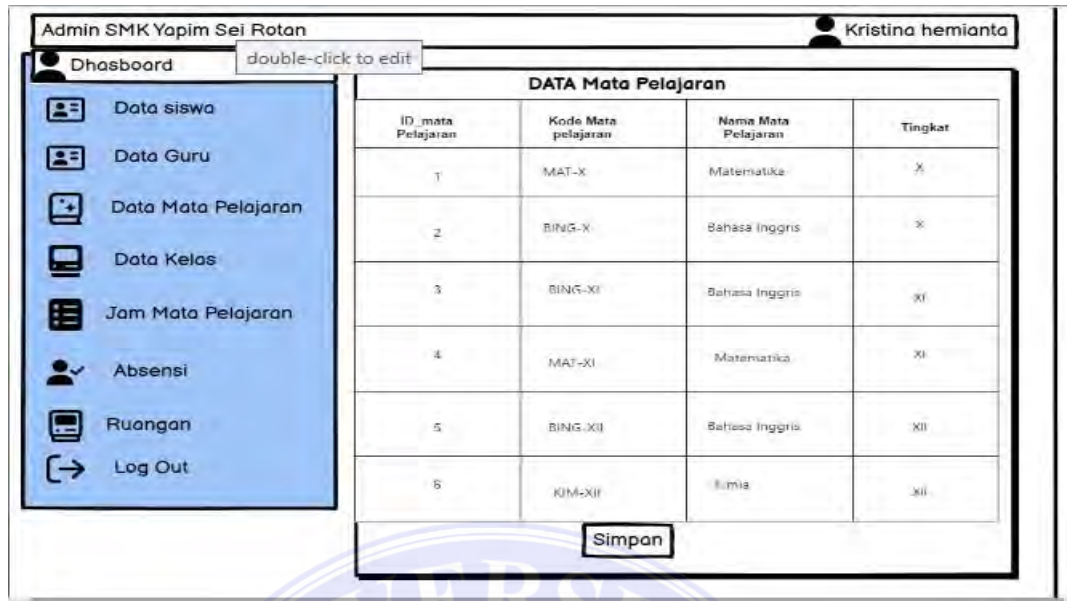 Admin SMK Yapim Sei Rotan
Kristina hemianta
double-click to edit
Dhasboard
Data siswa
Data Guru
Data Mata Pelajaran
Data Kelas
Jam Mata Pelajaran
Absensi
Ruangan
Log Out
DATA Mata Pelajaran
ID_mata Pelajaran
Kode Mata pelajaran
Nama Mata Pelajaran
Tingkat
1 MAT-X Matematika X
2 BING-X Bahasa Inggris X
3 BING-XI Bahasa Inggris XI
4 MAT-XI Matematika XI
5 BING-XII Bahasa Inggris XII
6 KIM-XII Kimia XII
Simpan
VERS